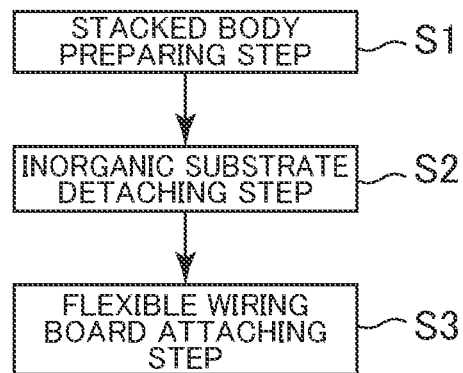 STACKED BODY
PREPARING STEP
S1
INORGANIC SUBSTRATE
DETACHING STEP
S2
FLEXIBLE WIRING
BOARD ATTACHING
STEP
S3